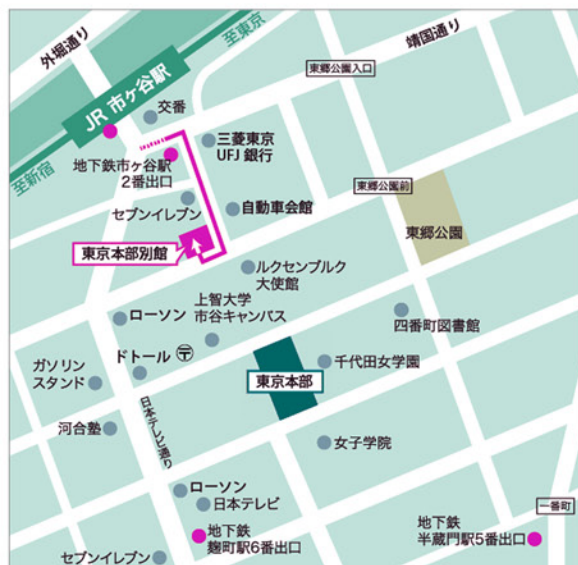 外堀通り
至東京
靖国通り
JR 市ヶ谷駅
東郷公園入口
交番
三菱東京
UFJ 銀行
地下鉄市ヶ谷駅
2番出口
至新宿
セブンイレブン
自動車会館
東郷公園前
東郷公園
東京本部別館
ルクセンブルク
大使館
上智大学
市谷キャンパス
ローソン
四番町図書館
ドトール 〒
ガソリン
スタンド
千代田女学園
東京本部
日本テレビ通り
河合塾
女子学院
ローソン
日本テレビ
一番町
地下鉄
麹町駅6番出口
地下鉄
半蔵門駅5番出口
セブンイレブン